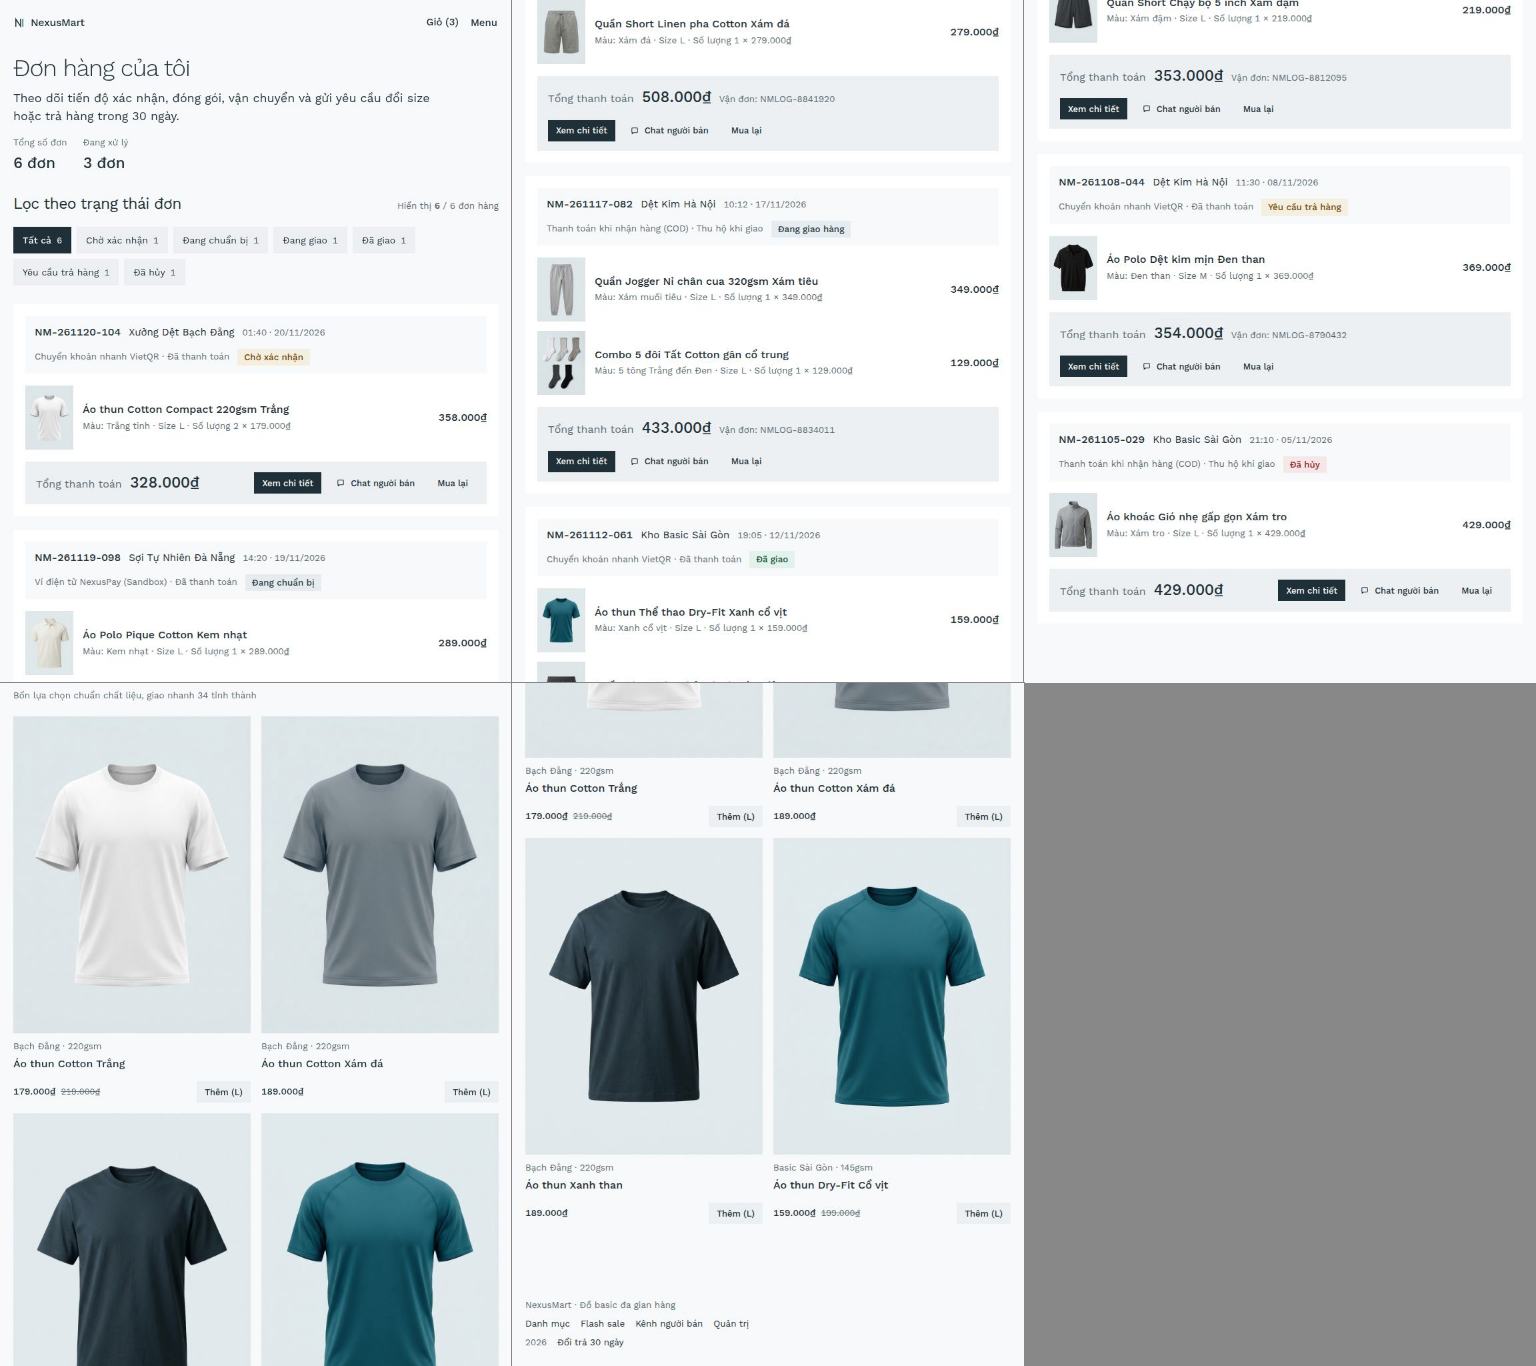 NexusMart
Giỏ (3) Menu
Đơn hàng của tôi
Theo dõi tiến độ xác nhận, đóng gói, vận chuyển và gửi yêu cầu đổi size
hoặc trả hàng trong 30 ngày.
Tổng số đơn Đang xử lý
6 đơn 3 đơn
Lọc theo trạng thái đơn
Hiển thị 6 / 6 đơn hàng
Tất cả 6 Chờ xác nhận 1 Đang chuẩn bị 1 Đang giao 1 Đã giao 1
Yêu cầu trả hàng 1 Đã hủy 1
NM-261120-104 Xưởng Dệt Bạch Đằng 01:40 · 20/11/2026
Chuyển khoản nhanh VietQR · Đã thanh toán Chờ xác nhận
Áo thun Cotton Compact 220gsm Trắng
Màu: Trắng tinh · Size L · Số lượng 2 × 179.000₫
358.000₫
Tổng thanh toán 328.000₫ Xem chi tiết Chat người bán Mua lại
NM-261119-098 Sợi Tự Nhiên Đà Nẵng 14:20 · 19/11/2026
Ví điện tử NexusPay (Sandbox) · Đã thanh toán Đang chuẩn bị
Áo Polo Pique Cotton Kem nhạt
Màu: Kem nhạt · Size L · Số lượng 1 × 289.000₫
289.000₫
Quần Short Linen pha Cotton Xám đá
Màu: Xám đá · Size L · Số lượng 1 × 279.000₫
279.000₫
Tổng thanh toán 508.000₫ Vận đơn: NMLOG-8841920
Xem chi tiết Chat người bán Mua lại
NM-261117-082 Dệt Kim Hà Nội 10:12 · 17/11/2026
Thanh toán khi nhận hàng (COD) · Thu hộ khi giao Đang giao hàng
Quần Jogger Nỉ chân cua 320gsm Xám tiêu
Màu: Xám muối tiêu · Size L · Số lượng 1 × 349.000₫
349.000₫
Combo 5 đôi Tất Cotton gân cổ trung
Màu: 5 tông Trắng đến Đen · Size L · Số lượng 1 × 129.000₫
129.000₫
Tổng thanh toán 433.000₫ Vận đơn: NMLOG-8834011
Xem chi tiết Chat người bán Mua lại
NM-261112-061 Kho Basic Sài Gòn 19:05 · 12/11/2026
Chuyển khoản nhanh VietQR · Đã thanh toán Đã giao
Áo thun Thể thao Dry-Fit Xanh cổ vịt
Màu: Xanh cổ vịt · Size L · Số lượng 1 × 159.000₫
159.000₫
Quần Short Chạy bộ 5 inch Xám đậm
Màu: Xám đậm · Size L · Số lượng 1 × 219.000₫
219.000₫
Tổng thanh toán 353.000₫ Vận đơn: NMLOG-8812095
Xem chi tiết Chat người bán Mua lại
NM-261108-044 Dệt Kim Hà Nội 11:30 · 08/11/2026
Chuyển khoản nhanh VietQR · Đã thanh toán Yêu cầu trả hàng
Áo Polo Dệt kim mịn Đen than
Màu: Đen than · Size M · Số lượng 1 × 369.000₫
369.000₫
Tổng thanh toán 354.000₫ Vận đơn: NMLOG-8790432
Xem chi tiết Chat người bán Mua lại
NM-261105-029 Kho Basic Sài Gòn 21:10 · 05/11/2026
Thanh toán khi nhận hàng (COD) · Thu hộ khi giao Đã hủy
Áo khoác Gió nhẹ gấp gọn Xám tro
Màu: Xám tro · Size L · Số lượng 1 × 429.000₫
429.000₫
Tổng thanh toán 429.000₫ Xem chi tiết Chat người bán Mua lại
Bốn lựa chọn chuẩn chất liệu, giao nhanh 34 tỉnh thành
Bạch Đằng · 220gsm
Áo thun Cotton Trắng
179.000₫ 219.000₫ Thêm (L)
Bạch Đằng · 220gsm
Áo thun Cotton Xám đá
189.000₫ Thêm (L)
Bạch Đằng · 220gsm
Áo thun Cotton Trắng
179.000₫ 219.000₫ Thêm (L)
Bạch Đằng · 220gsm
Áo thun Cotton Xám đá
189.000₫ Thêm (L)
Bạch Đằng · 220gsm
Áo thun Xanh than
189.000₫ Thêm (L)
Basic Sài Gòn · 145gsm
Áo thun Dry-Fit Cổ vịt
159.000₫ 199.000₫ Thêm (L)
NexusMart · Đồ basic đa gian hàng
Danh mục Flash sale Kênh người bán Quản trị
2026 Đổi trả 30 ngày